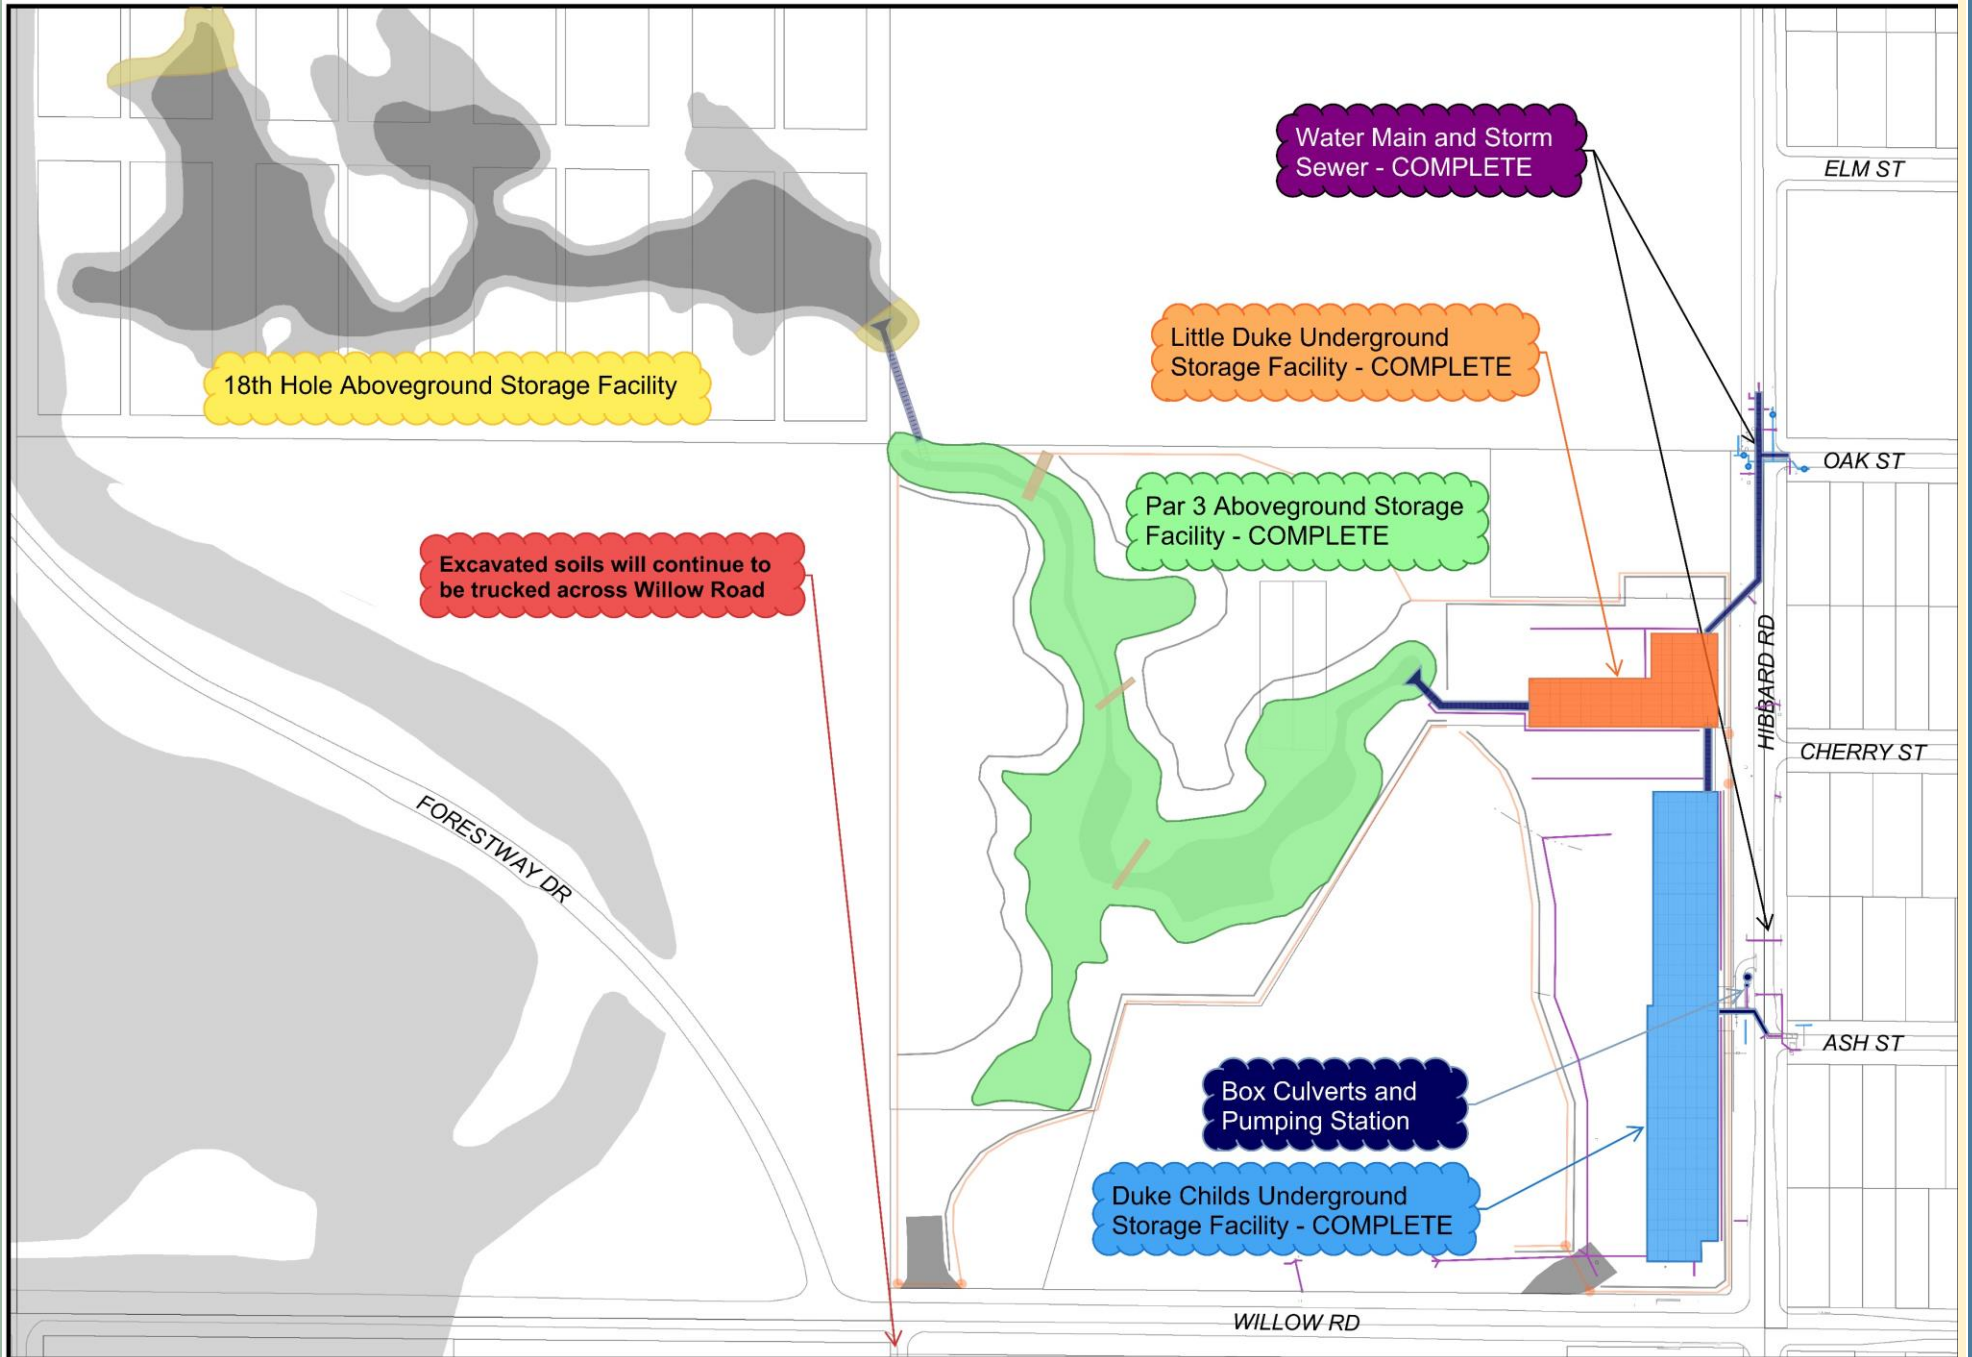 Water Main and Storm
Sewer - COMPLETE
ELM ST
Little Duke Underground
Storage Facility - COMPLETE
18th Hole Aboveground Storage Facility
OAK ST
Par 3 Aboveground Storage
Facility - COMPLETE
Excavated soils will continue to
be trucked across Willow Road
HIBBARD RD
CHERRY ST
FORESTWAY DR
ASH ST
Box Culverts and
Pumping Station
Duke Childs Underground
Storage Facility - COMPLETE
WILLOW RD